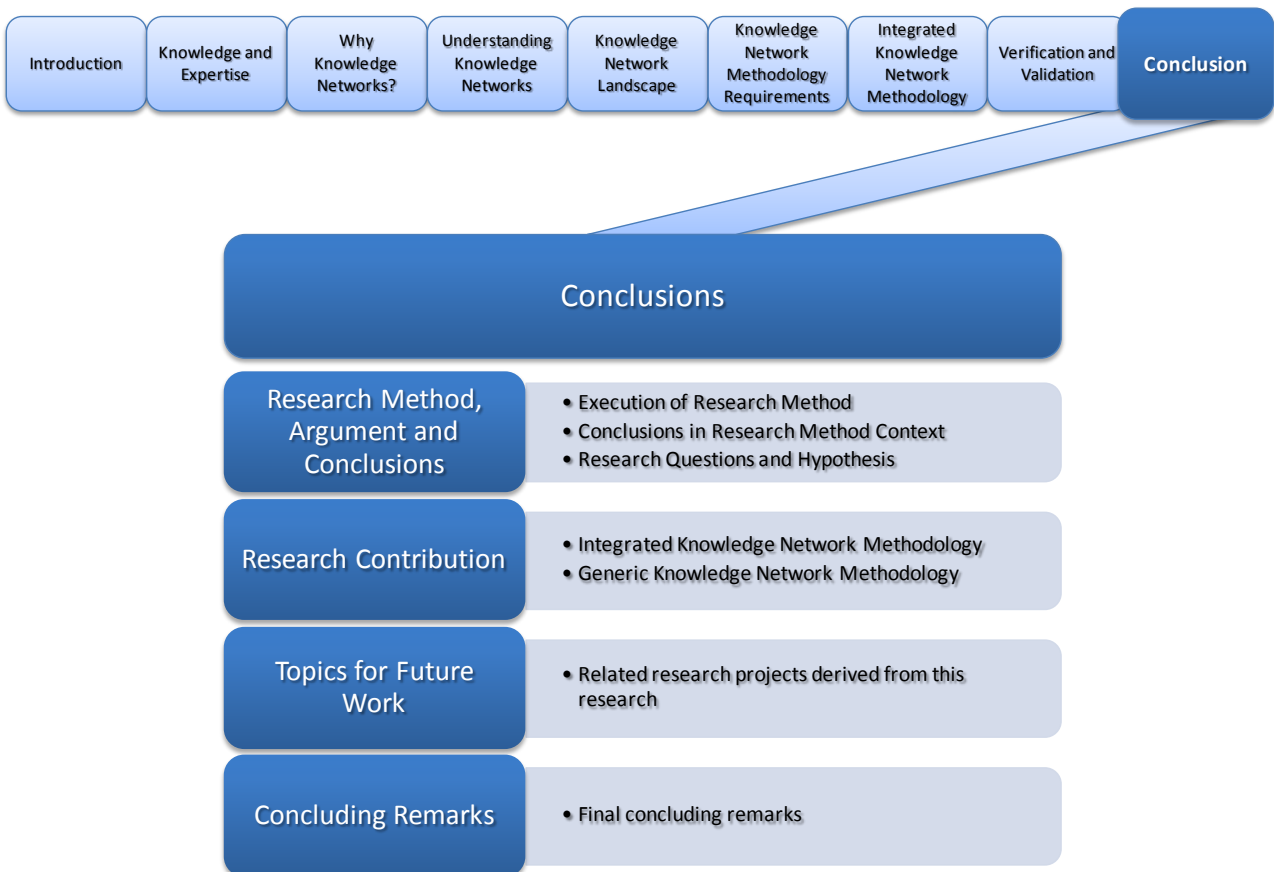 Introduction
Knowledge and
Expertise
Why
Knowledge
Networks?
Understanding
Knowledge
Networks
Knowledge
Network
Landscape
Knowledge
Network
Methodology
Requirements
Integrated
Knowledge
Network
Methodology
Verification and
Validation
Conclusion
Conclusions
Research Method,
Argument and
Conclusions
• Execution of Research Method
• Conclusions in Research Method Context
• Research Questions and Hypothesis
Research Contribution
• Integrated Knowledge Network Methodology
• Generic Knowledge Network Methodology
Topics for Future
Work
• Related research projects derived from this
research
Concluding Remarks
• Final concluding remarks